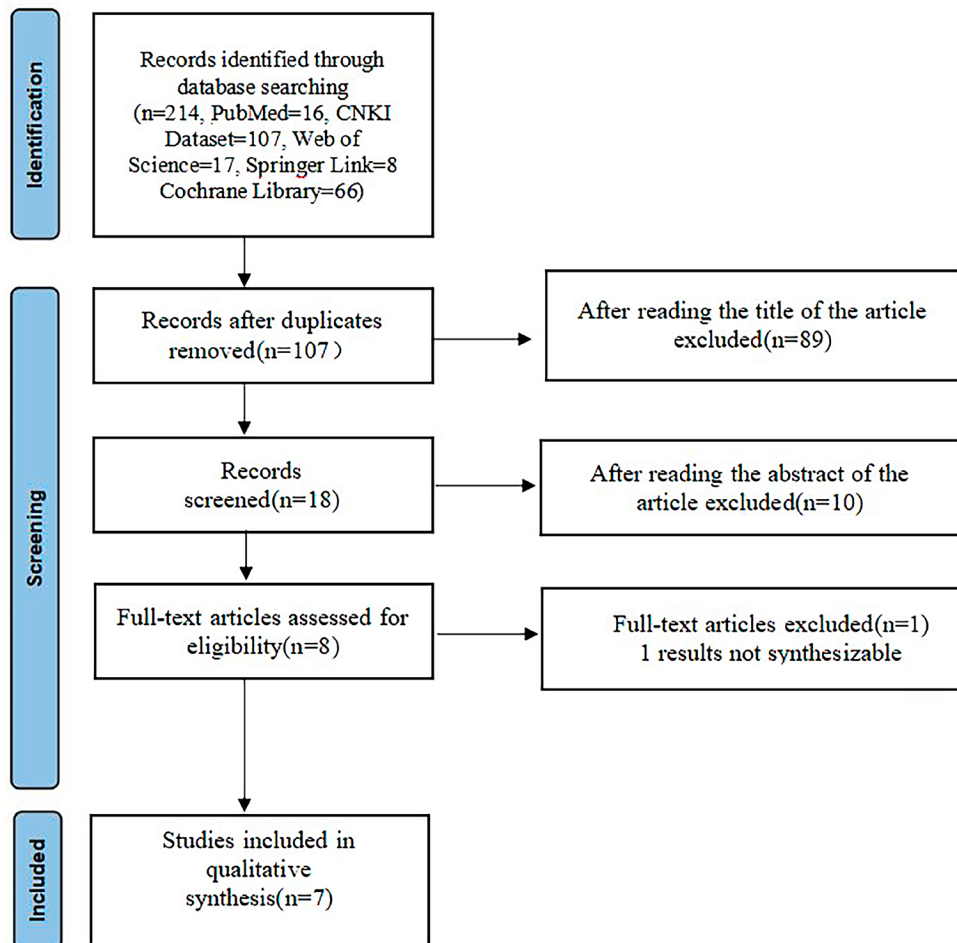 Identification
Records identified through
database searching
(n=214, PubMed=16, CNKI
Dataset=107, Web of
Science=17, Springer Link=8
Cochrane Library=66)
Screening
Records after duplicates
removed(n=107)
After reading the title of the article
excluded(n=89)
Records
screened(n=18)
After reading the abstract of the
article excluded(n=10)
Full-text articles assessed for
eligibility(n=8)
Full-text articles excluded(n=1)
1 results not synthesizable
Included
Studies included in
qualitative
synthesis(n=7)